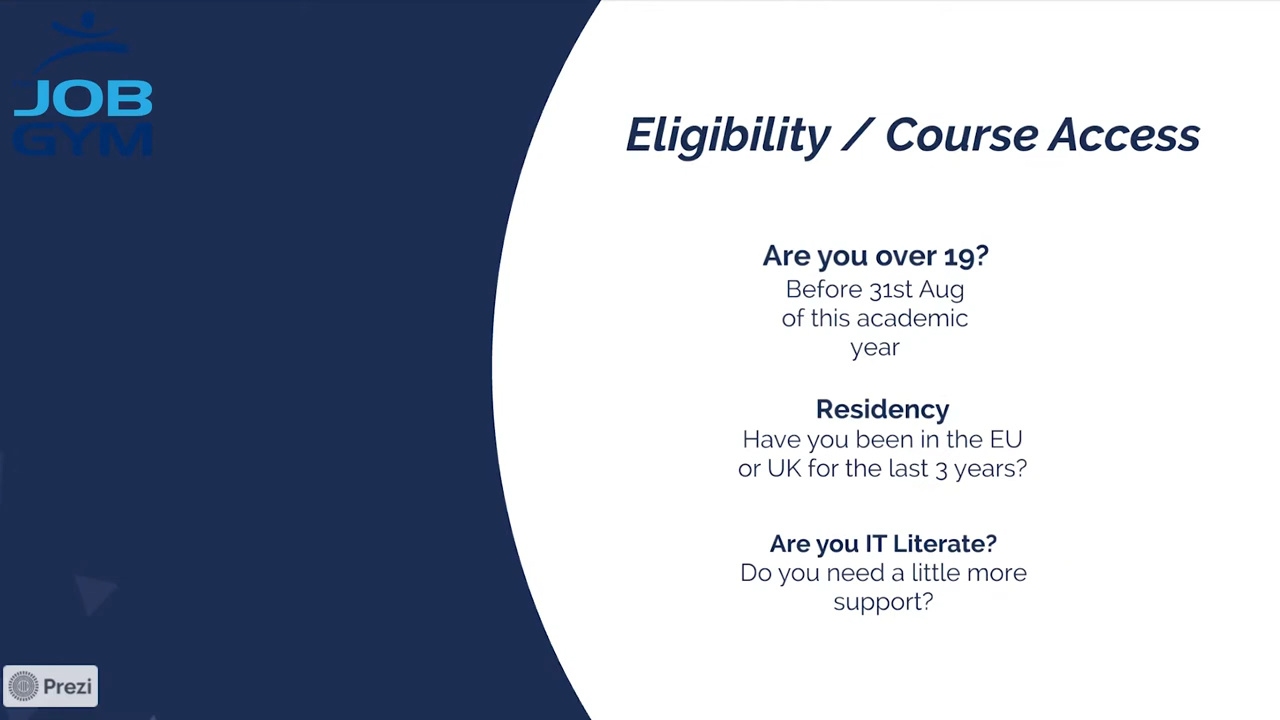 JOB
GYM
Eligibility / Course Access
Are you over 19?
Before 31st Aug
of this academic
year
Residency
Have you been in the EU
or UK for the last 3 years?
Are you IT Literate?
Do you need a little more
support?
Prezi